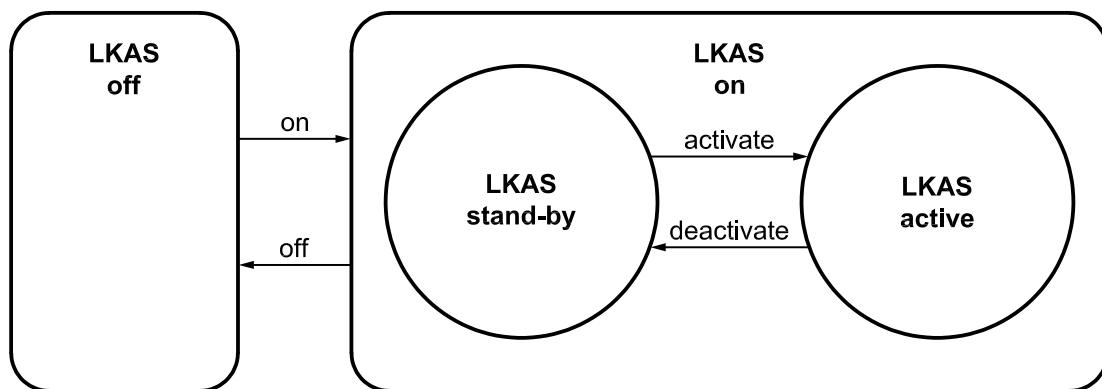 LKAS
off
on
off
LKAS
on
LKAS
stand-by
activate
deactivate
LKAS
active